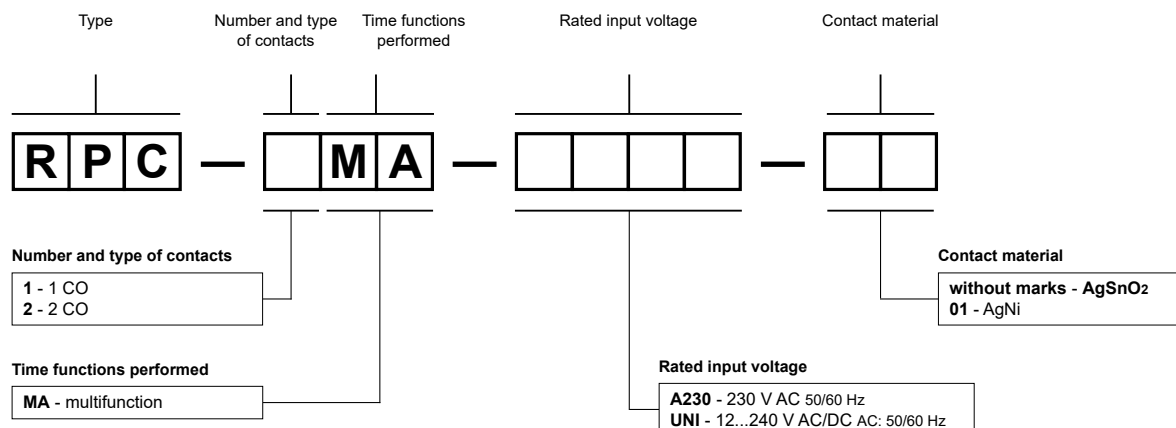 Type
Number and type
of contacts
Time functions
performed
Rated input voltage
Contact material
R P C — M A — —
Number and type of contacts
1 - 1 CO
2 - 2 CO
Time functions performed
MA - multifunction
Rated input voltage
A230 - 230 V AC 50/60 Hz
UNI - 12...240 V AC/DC AC: 50/60 Hz
Contact material
without marks - AgSnO2
01 - AgNi